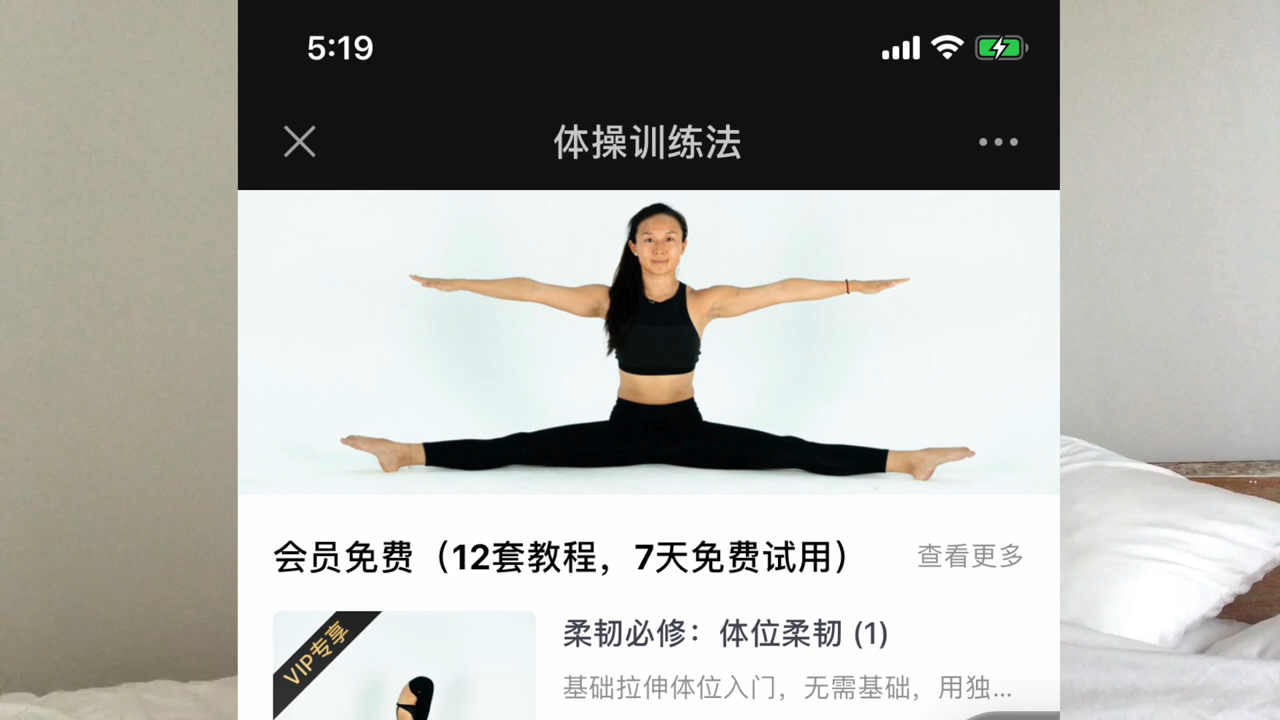 5:19
体操训练法
会员免费（12套教程，7天免费试用）
查看更多
VIP专享
柔韧必修：体位柔韧 (1)
基础拉伸体位入门，无需基础，用独...